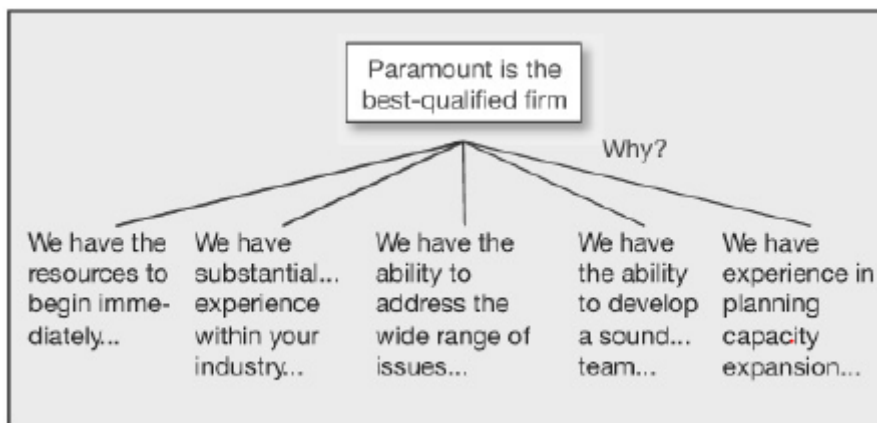 Paramount is the
best-qualified firm
Why?
We have the
resources to
begin imme-
diately...
We have
substantial...
experience
within your
industry...
We have the
ability to
address the
wide range of
issues...
We have
the ability
to develop
a sound...
team...
We have
experience in
planning
capacity
expansion...